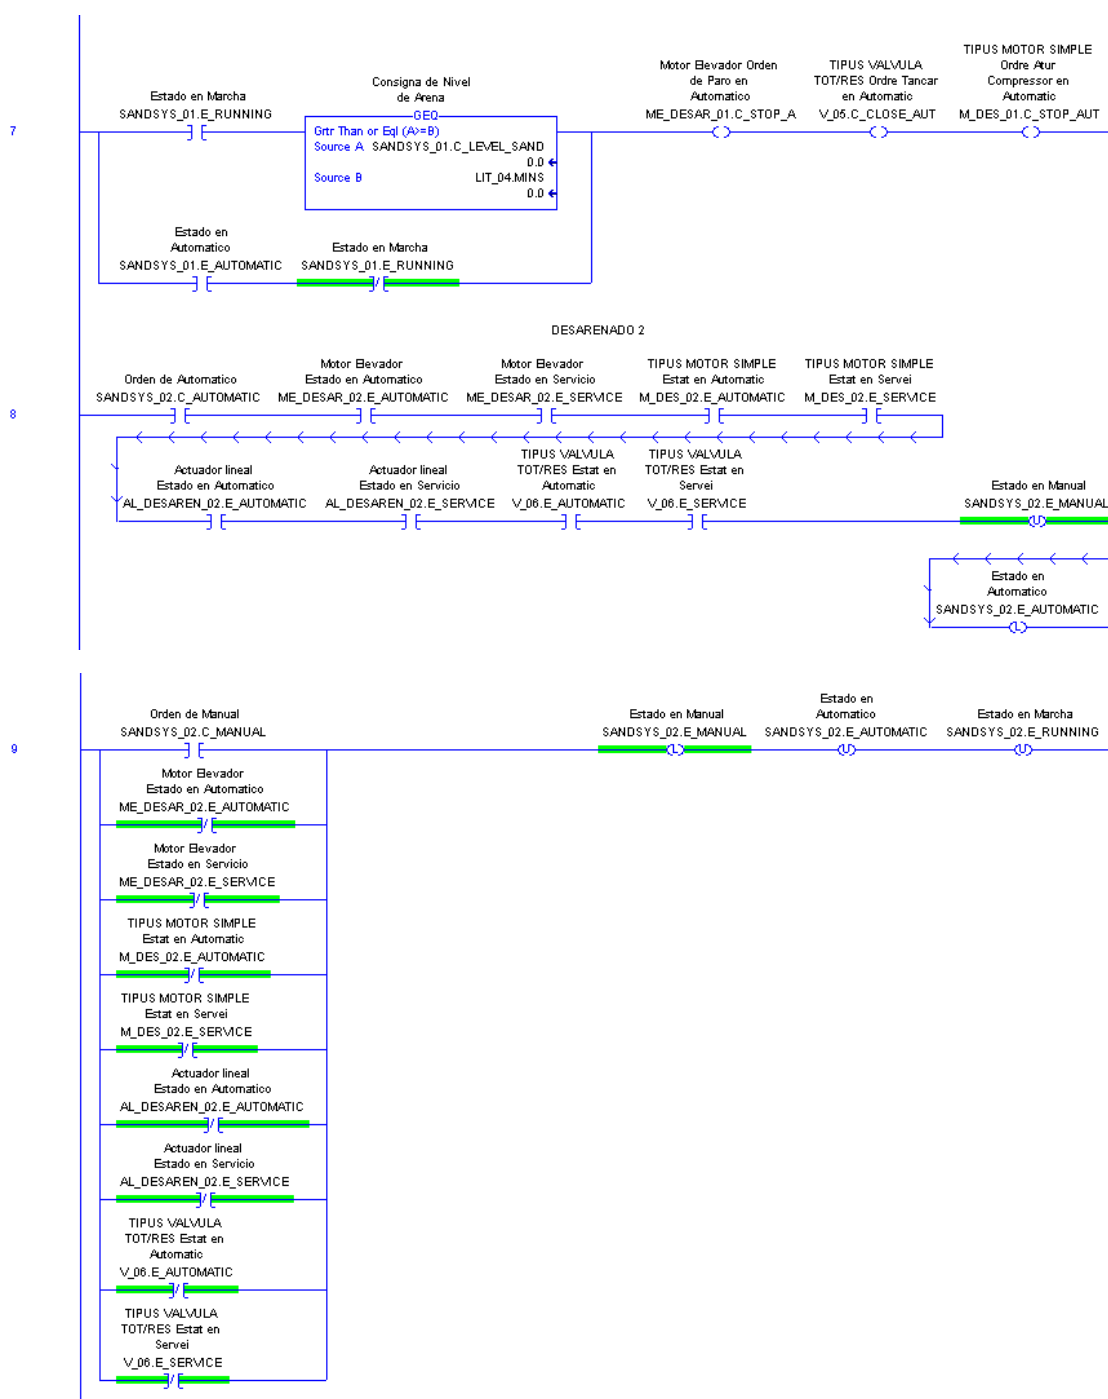 7
Estado en Marcha
SANDSYS_01.E_RUNNING
Consigna de Nivel
de Arena
GEQ
Grtr Than or Eql (A>=B)
Source A SANDSYS_01.C_LEVEL_SAND
0.0
Source B LIT_04.MINS
0.0
Motor Elevador Orden
de Paro en
Automatico
ME_DESAR_01.C_STOP_A
TIPUS VALVULA
TOT/RES Ordre Tancar
en Automatic
V_05.C_CLOSE_AUT
TIPUS MOTOR SIMPLE
Ordre Atur
Compressor en
Automatic
M_DES_01.C_STOP_AUT
Estado en
Automatico
SANDSYS_01.E_AUTOMATIC
Estado en Marcha
SANDSYS_01.E_RUNNING
DESARENADO 2
8
Orden de Automatico
SANDSYS_02.C_AUTOMATIC
Motor Elevador
Estado en Automatico
ME_DESAR_02.E_AUTOMATIC
Motor Elevador
Estado en Servicio
ME_DESAR_02.E_SERVICE
TIPUS MOTOR SIMPLE
Estat en Automatic
M_DES_02.E_AUTOMATIC
TIPUS MOTOR SIMPLE
Estat en Servei
M_DES_02.E_SERVICE
Actuador lineal
Estado en Automatico
AL_DESAREN_02.E_AUTOMATIC
Actuador lineal
Estado en Servicio
AL_DESAREN_02.E_SERVICE
TIPUS VALVULA
TOT/RES Estat en
Automatic
V_06.E_AUTOMATIC
TIPUS VALVULA
TOT/RES Estat en
Servei
V_06.E_SERVICE
Estado en Manual
SANDSYS_02.E_MANUAL
U
Estado en
Automatico
SANDSYS_02.E_AUTOMATIC
L
9
Orden de Manual
SANDSYS_02.C_MANUAL
Estado en Manual
SANDSYS_02.E_MANUAL
L
Estado en
Automatico
SANDSYS_02.E_AUTOMATIC
U
Estado en Marcha
SANDSYS_02.E_RUNNING
U
Motor Elevador
Estado en Automatico
ME_DESAR_02.E_AUTOMATIC
Motor Elevador
Estado en Servicio
ME_DESAR_02.E_SERVICE
TIPUS MOTOR SIMPLE
Estat en Automatic
M_DES_02.E_AUTOMATIC
TIPUS MOTOR SIMPLE
Estat en Servei
M_DES_02.E_SERVICE
Actuador lineal
Estado en Automatico
AL_DESAREN_02.E_AUTOMATIC
Actuador lineal
Estado en Servicio
AL_DESAREN_02.E_SERVICE
TIPUS VALVULA
TOT/RES Estat en
Automatic
V_06.E_AUTOMATIC
TIPUS VALVULA
TOT/RES Estat en
Servei
V_06.E_SERVICE